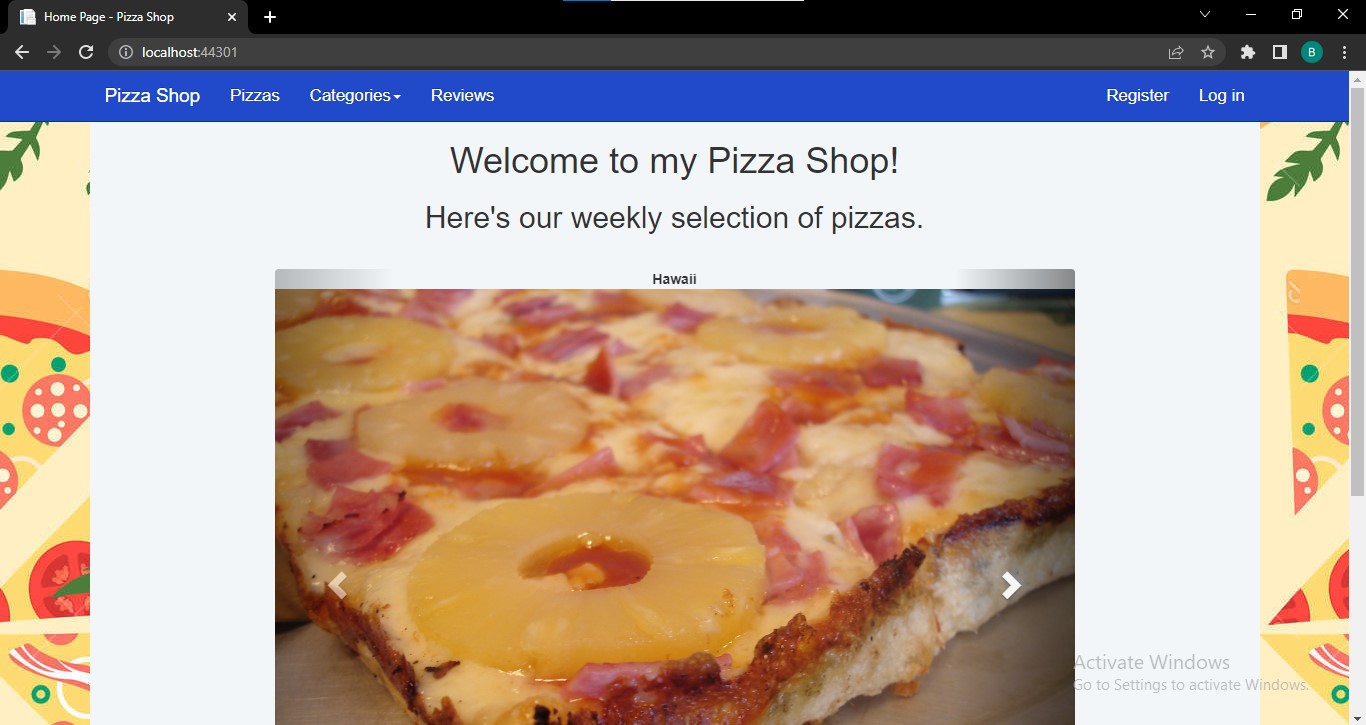 Home Page - Pizza Shop
localhost:44301
B
Pizza Shop Pizzas Categories Reviews Register Log in
Welcome to my Pizza Shop!
Here's our weekly selection of pizzas.
Hawaii
Activate Windows
Go to Settings to activate Windows.